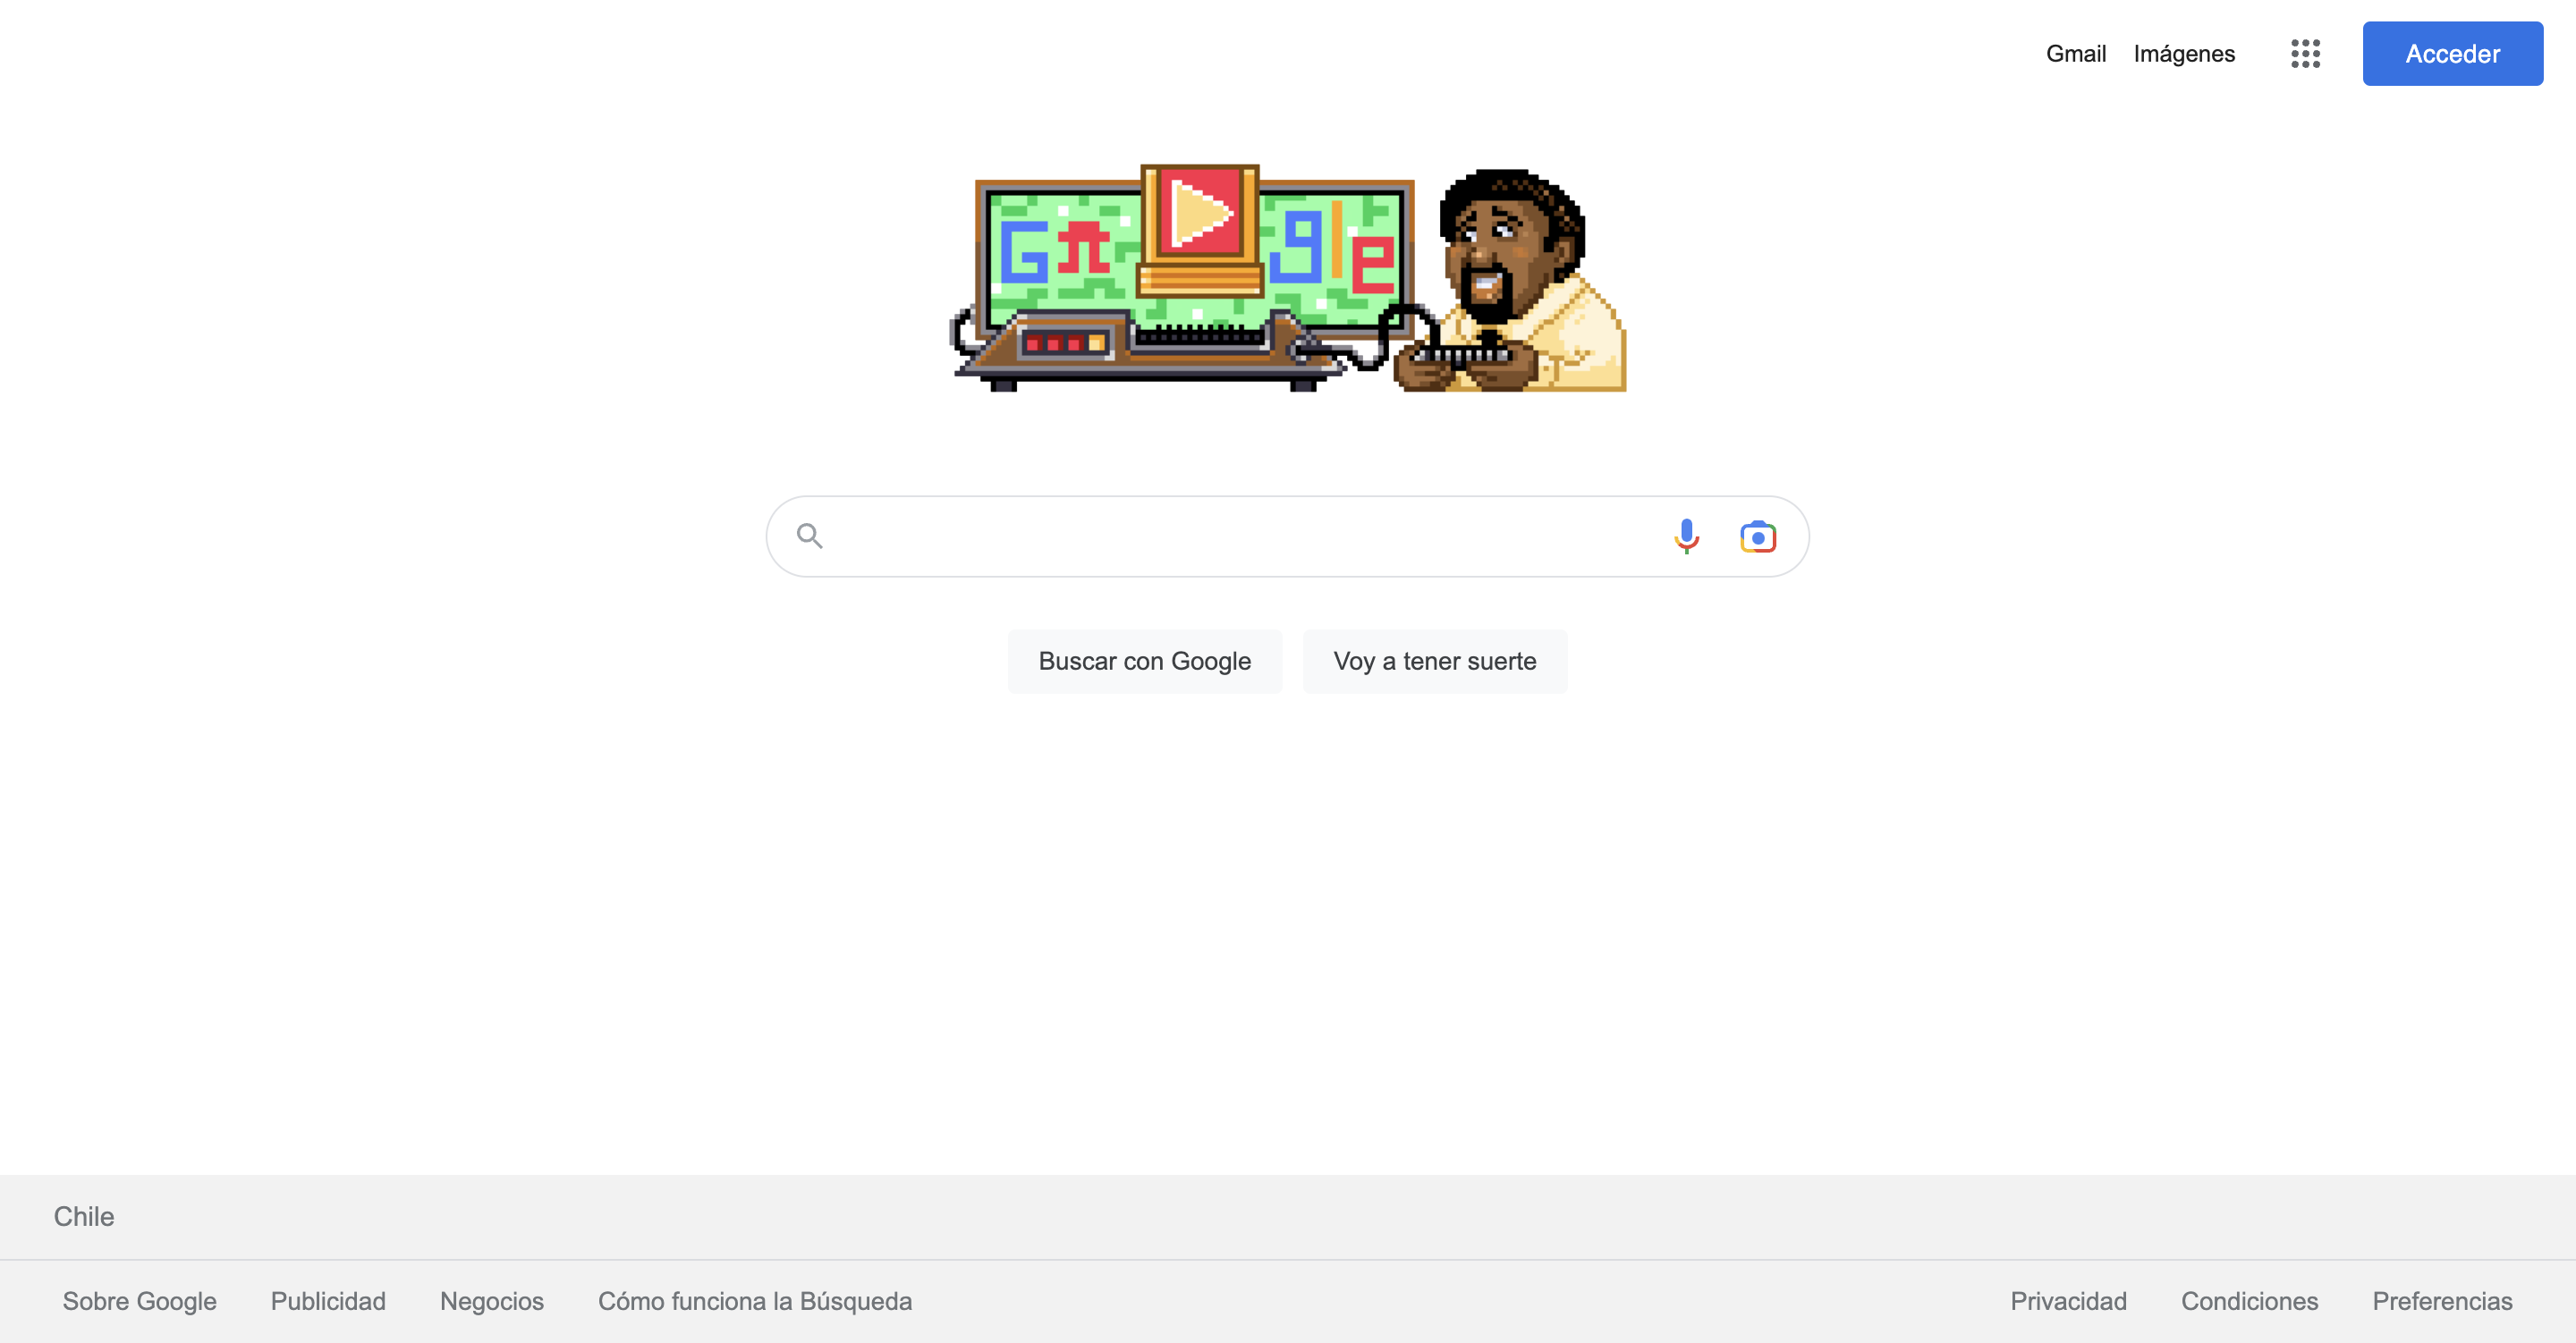 Gmail Imágenes Acceder
Google
Buscar con Google Voy a tener suerte
Chile
Sobre Google Publicidad Negocios Cómo funciona la Búsqueda Privacidad Condiciones Preferencias